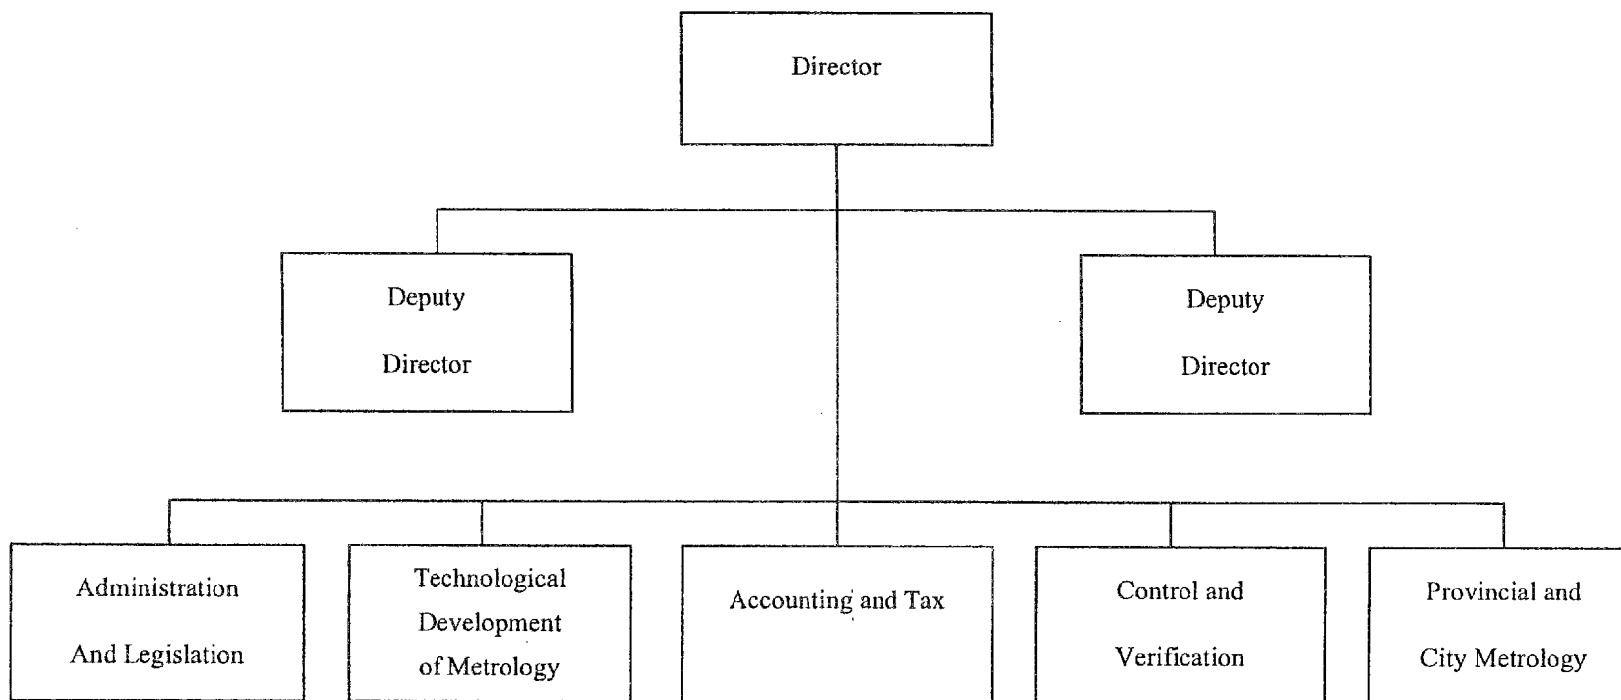 Director
Deputy
Director
Deputy
Director
Administration
And Legislation
Technological
Development
of Metrology
Accounting and Tax
Control and
Verification
Provincial and
City Metrology